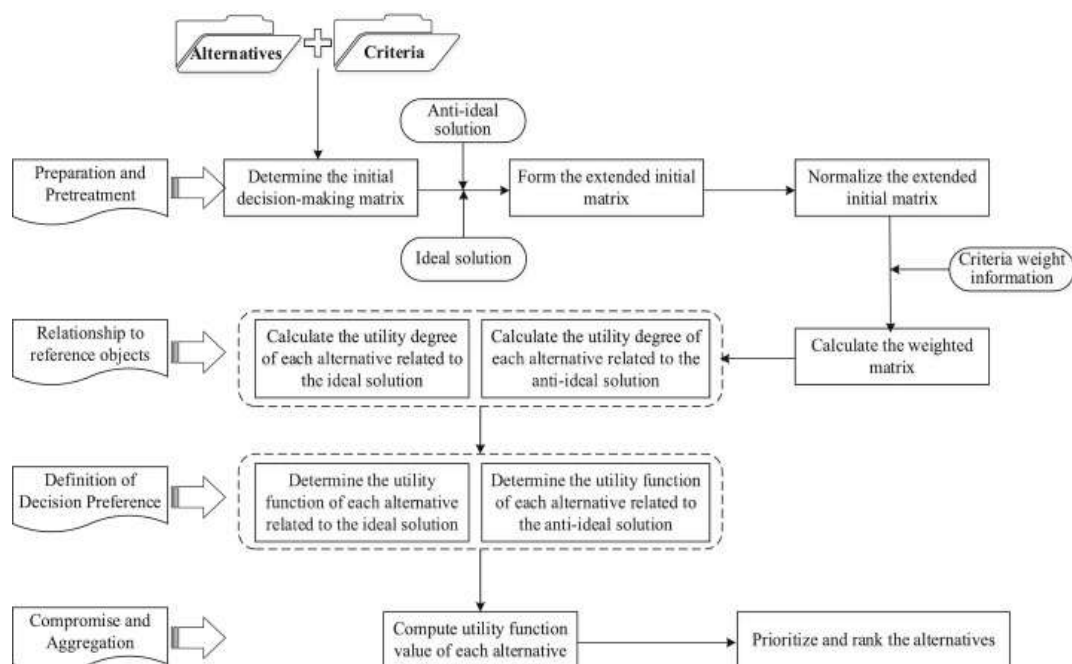 Alternatives
Criteria
Anti-ideal
solution
Preparation and
Pretreatment
Determine the initial
decision-making matrix
Form the extended initial
matrix
Normalize the extended
initial matrix
Ideal solution
Criteria weight
information
Relationship to
reference objects
Calculate the utility degree
of each alternative related to
the ideal solution
Calculate the utility degree of
each alternative related to the
anti-ideal solution
Calculate the weighted
matrix
Definition of
Decision Preference
Determine the utility
function of each alternative
related to the ideal solution
Determine the utility function
of each alternative related to
the anti-ideal solution
Compromise and
Aggregation
Compute utility function
value of each alternative
Prioritize and rank the alternatives